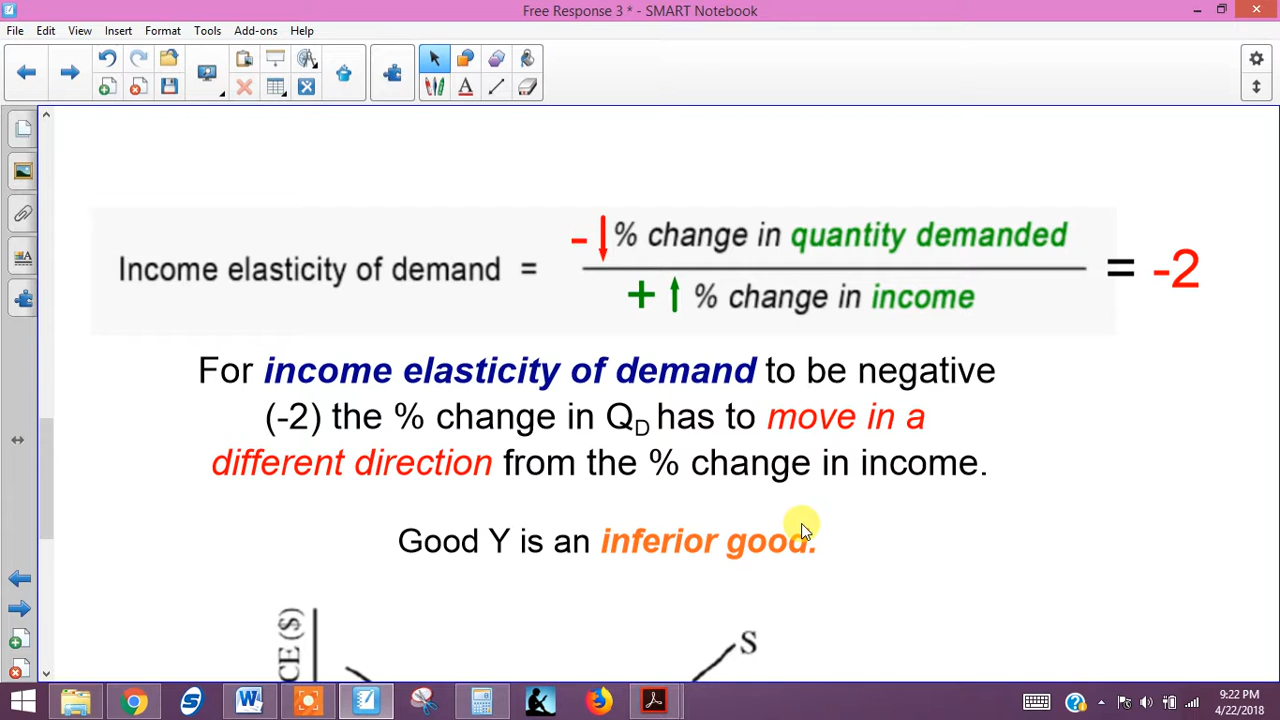 Free Response 3 * - SMART Notebook
File Edit View Insert Format Tools Add-ons Help
- % change in quantity demanded
Income elasticity of demand = = -2
+ % change in income
For income elasticity of demand to be negative
(-2) the % change in QD has to move in a
different direction from the % change in income.
Good Y is an inferior good.
CE ($)
S
9:22 PM
4/22/2018